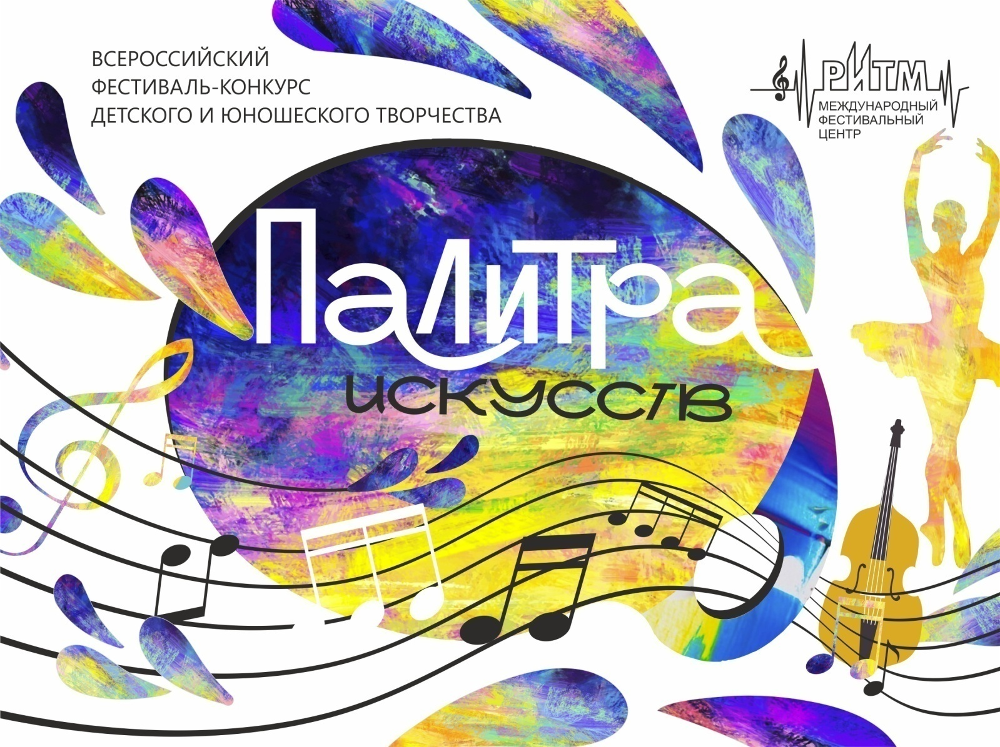 ВСЕРОССИЙСКИЙ
ФЕСТИВАЛЬ-КОНКУРС
ДЕТСКОГО И ЮНОШЕСКОГО ТВОРЧЕСТВА
РИТМ
МЕЖДУНАРОДНЫЙ
ФЕСТИВАЛЬНЫЙ
ЦЕНТР
ПалиТра
искусств